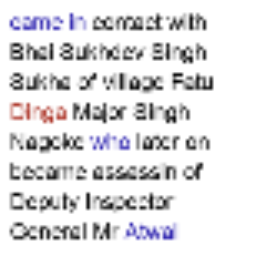 came in contact with
Bhai Sukhdev Singh
Sukha of village Fatu
Dinga Major Singh
Nagoke who later on
became assassin of
Deputy Inspector
General Mr Atwal